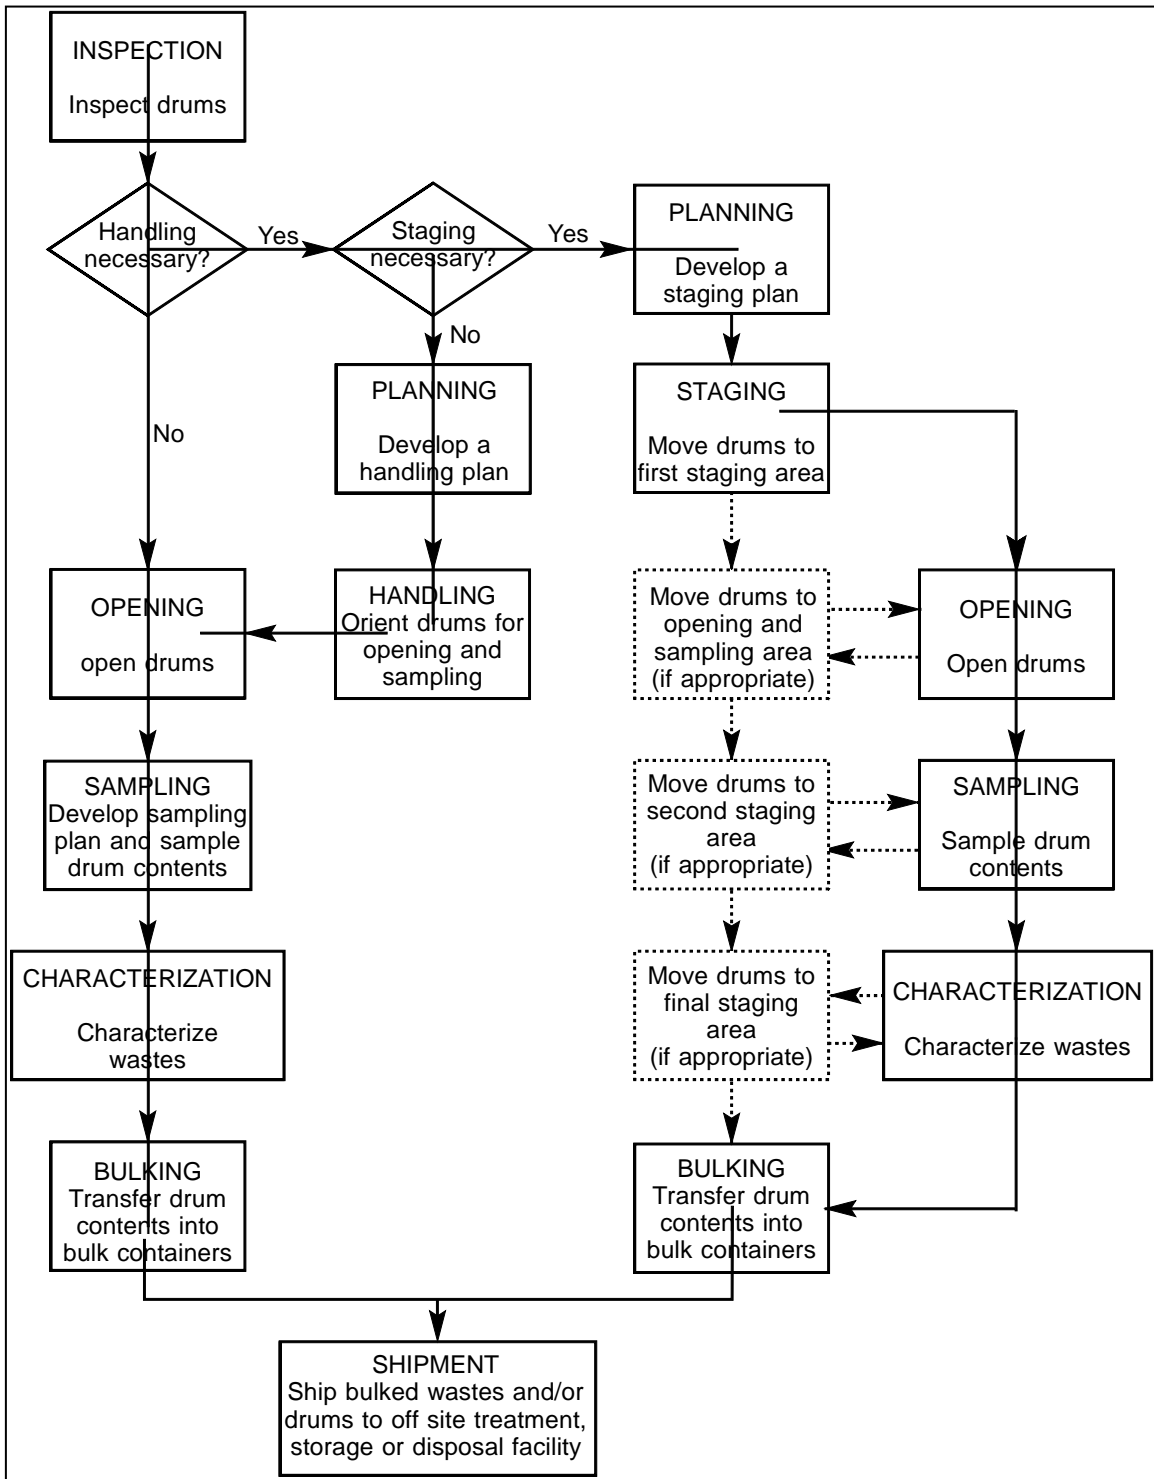 INSPECTION
Inspect drums
Handling
necessary?
Yes
Staging
necessary?
Yes
PLANNING
Develop a
staging plan
No
No
PLANNING
Develop a
handling plan
STAGING
Move drums to
first staging area
OPENING
open drums
HANDLING
Orient drums for
opening and
sampling
Move drums to
opening and
sampling area
(if appropriate)
OPENING
Open drums
SAMPLING
Develop sampling
plan and sample
drum contents
Move drums to
second staging
area
(if appropriate)
SAMPLING
Sample drum
contents
CHARACTERIZATION
Characterize
wastes
Move drums to
final staging
area
(if appropriate)
CHARACTERIZATION
Characterize wastes
BULKING
Transfer drum
contents into
bulk containers
BULKING
Transfer drum
contents into
bulk containers
SHIPMENT
Ship bulked wastes and/or
drums to off site treatment,
storage or disposal facility